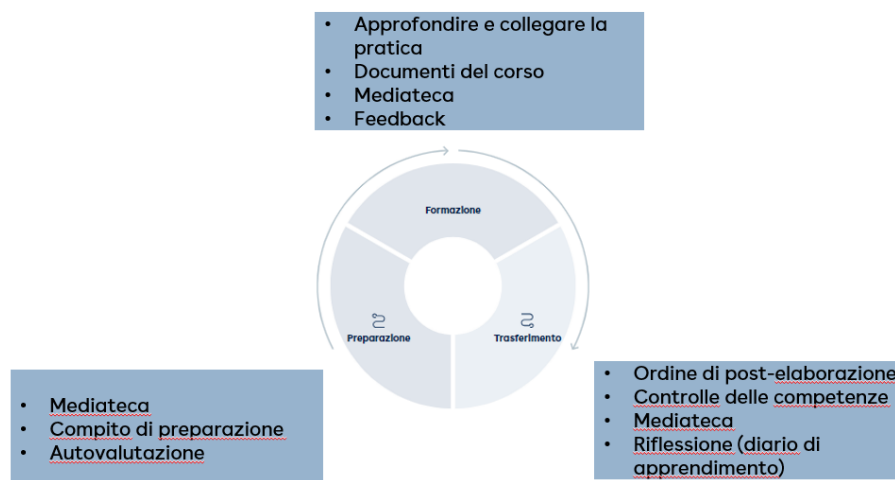 • Approfondire e collegare la
pratica
• Documenti del corso
• Mediateca
• Feedback
Formazione
Preparazione
Trasferimento
• Mediateca
• Compito di preparazione
• Autovalutazione
• Ordine di post-elaborazione
• Controlle delle competenze
• Mediateca
• Riflessione (diario di
apprendimento)